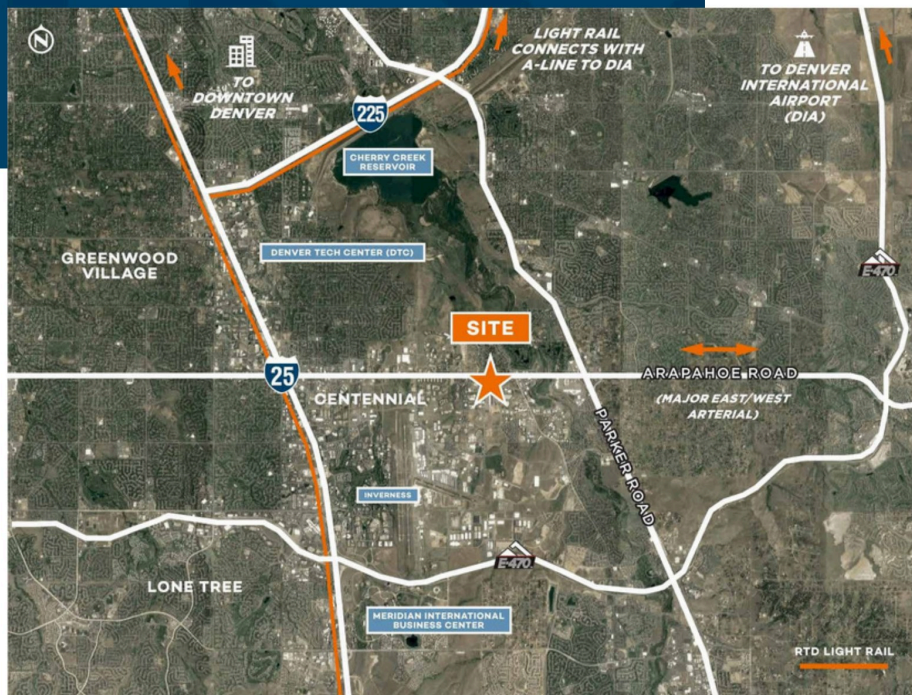 N
TO
DOWNTOWN
DENVER
LIGHT RAIL
CONNECTS WITH
A-LINE TO DIA
TO DENVER
INTERNATIONAL
AIRPORT
(DIA)
225
CHERRY CREEK
RESERVOIR
DENVER TECH CENTER (DTC)
GREENWOOD
VILLAGE
E-470
SITE
25
CENTENNIAL
ARAPAHOE ROAD
(MAJOR EAST/WEST
ARTERIAL)
PARKER ROAD
INVERNESS
E-470
LONE TREE
MERIDIAN INTERNATIONAL
BUSINESS CENTER
RTD LIGHT RAIL